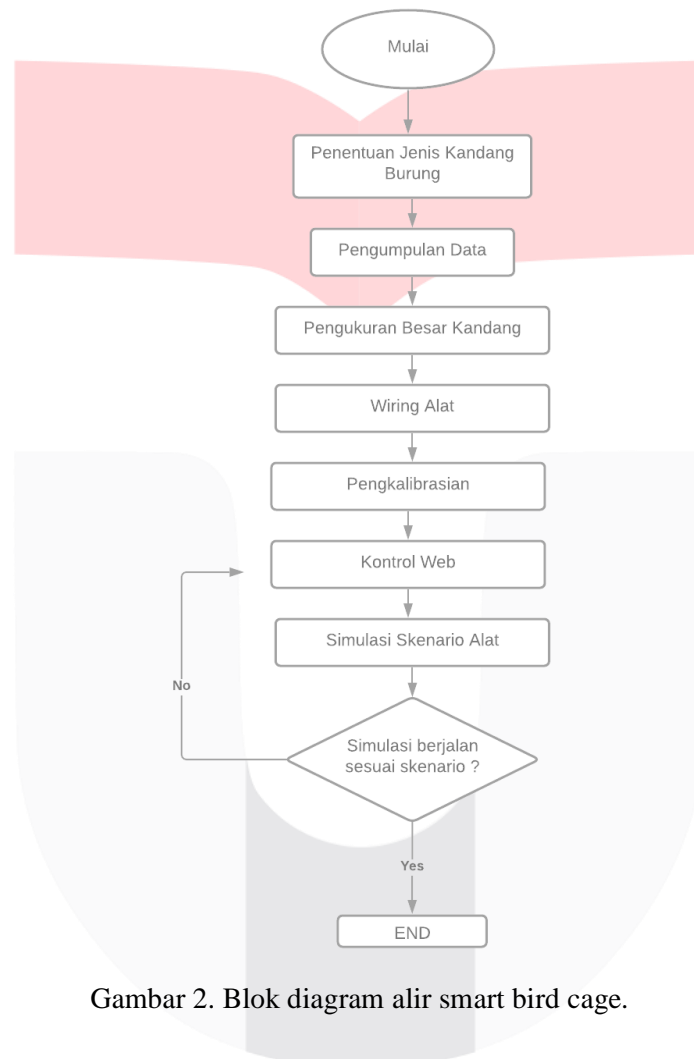 Mulai
Penentuan Jenis Kandang
Burung
Pengumpulan Data
Pengukuran Besar Kandang
Wiring Alat
Pengkalibrasian
Kontrol Web
Simulasi Skenario Alat
No
Simulasi berjalan
sesuai skenario ?
Yes
END
Gambar 2. Blok diagram alir smart bird cage.